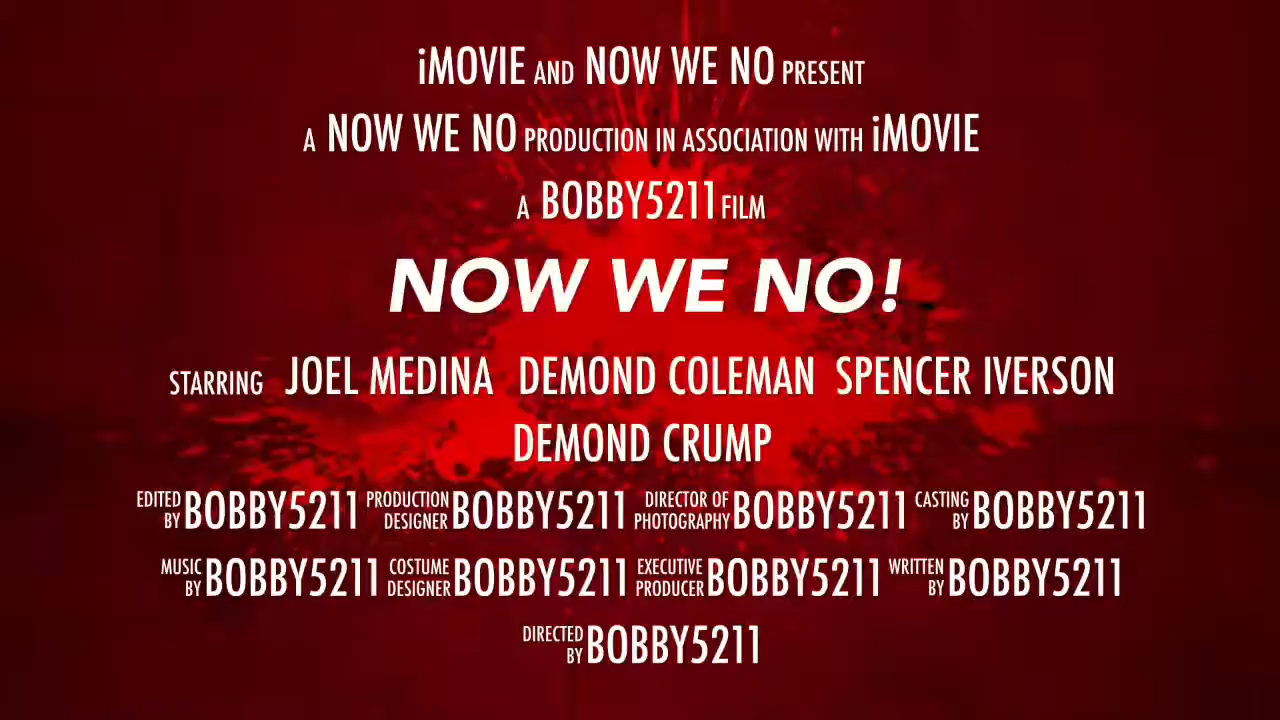 iMOVIE AND NOW WE NO PRESENT
A NOW WE NO PRODUCTION IN ASSOCIATION WITH iMOVIE
A BOBBY5211 FILM
NOW WE NO!
STARRING JOEL MEDINA DEMOND COLEMAN SPENCER IVERSON
DEMOND CRUMP
EDITED BY BOBBY5211 PRODUCTION DESIGNER BOBBY5211 DIRECTOR OF PHOTOGRAPHY BOBBY5211 CASTING BY BOBBY5211
MUSIC BY BOBBY5211 COSTUME DESIGNER BOBBY5211 EXECUTIVE PRODUCER BOBBY5211 WRITTEN BY BOBBY5211
DIRECTED BY BOBBY5211